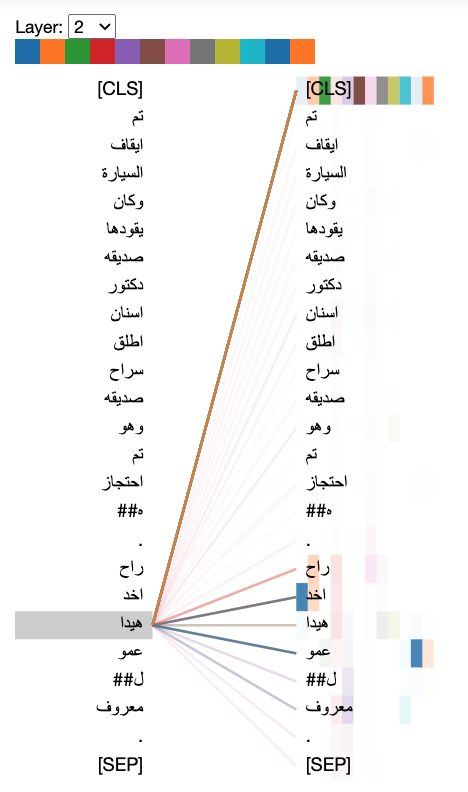 Layer: 2
[CLS] [CLS]
تم تم
ايقاف ايقاف
السيارة السيارة
وكان وكان
يقودها يقودها
صديقه صديقه
دكتور دكتور
اسنان اسنان
اطلق اطلق
سراح سراح
صديقه صديقه
وهو وهو
تم تم
احتجاز احتجاز
##ه ##ه
. .
راح راح
اخد اخد
هيدا هيدا
عمو عمو
##ل ##ل
معروف معروف
. .
[SEP] [SEP]